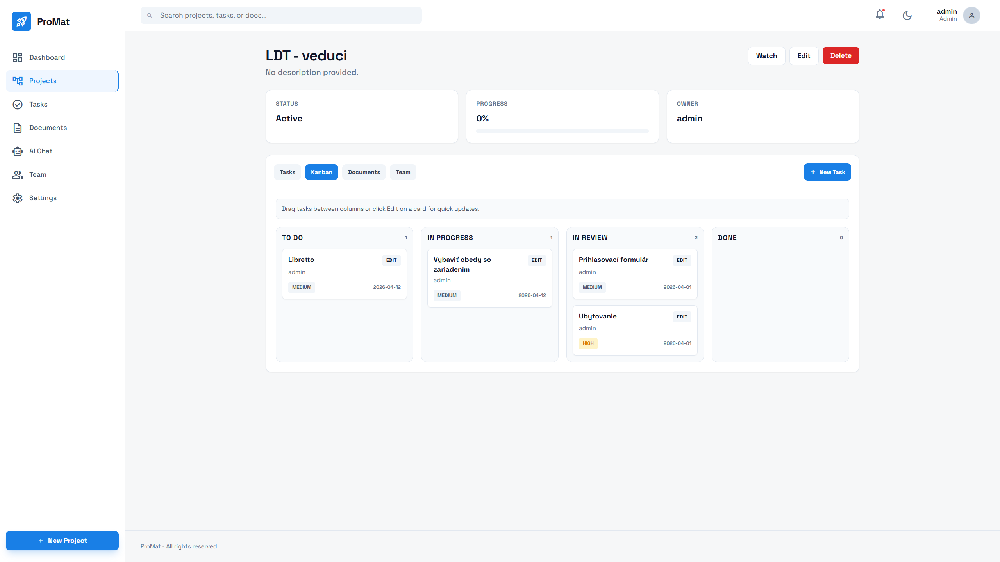 ProMat
Search projects, tasks, or docs...
admin
Admin
Dashboard
Projects
Tasks
Documents
AI Chat
Team
Settings
New Project
LDT - veduci
No description provided.
Watch
Edit
Delete
STATUS
Active
PROGRESS
0%
OWNER
admin
Tasks
Kanban
Documents
Team
New Task
Drag tasks between columns or click Edit on a card for quick updates.
TO DO
1
Libretto
EDIT
admin
MEDIUM
2026-04-12
IN PROGRESS
1
Vybaviť obedy so
zariadením
EDIT
admin
MEDIUM
2026-04-12
IN REVIEW
2
Prihlasovací formulár
EDIT
admin
MEDIUM
2026-04-01
Ubytovanie
EDIT
admin
HIGH
2026-04-01
DONE
0
ProMat - All rights reserved